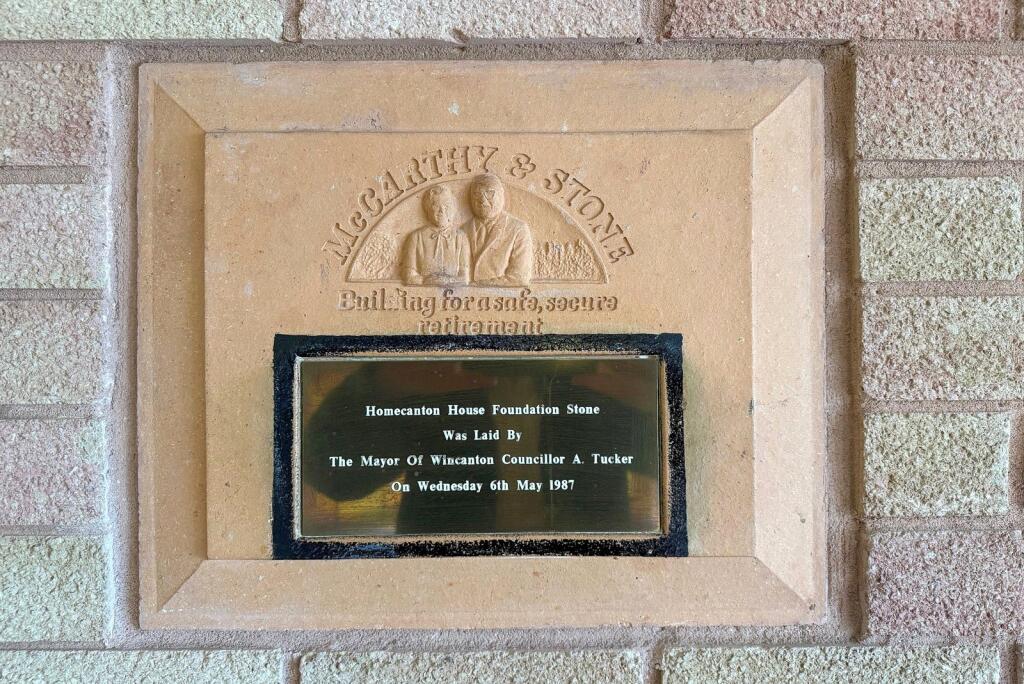 McCARTHY & STONE
Building for a safe, secure
retirement
Homecanton House Foundation Stone
Was Laid By
The Mayor Of Wincanton Councillor A. Tucker
On Wednesday 6th May 1987